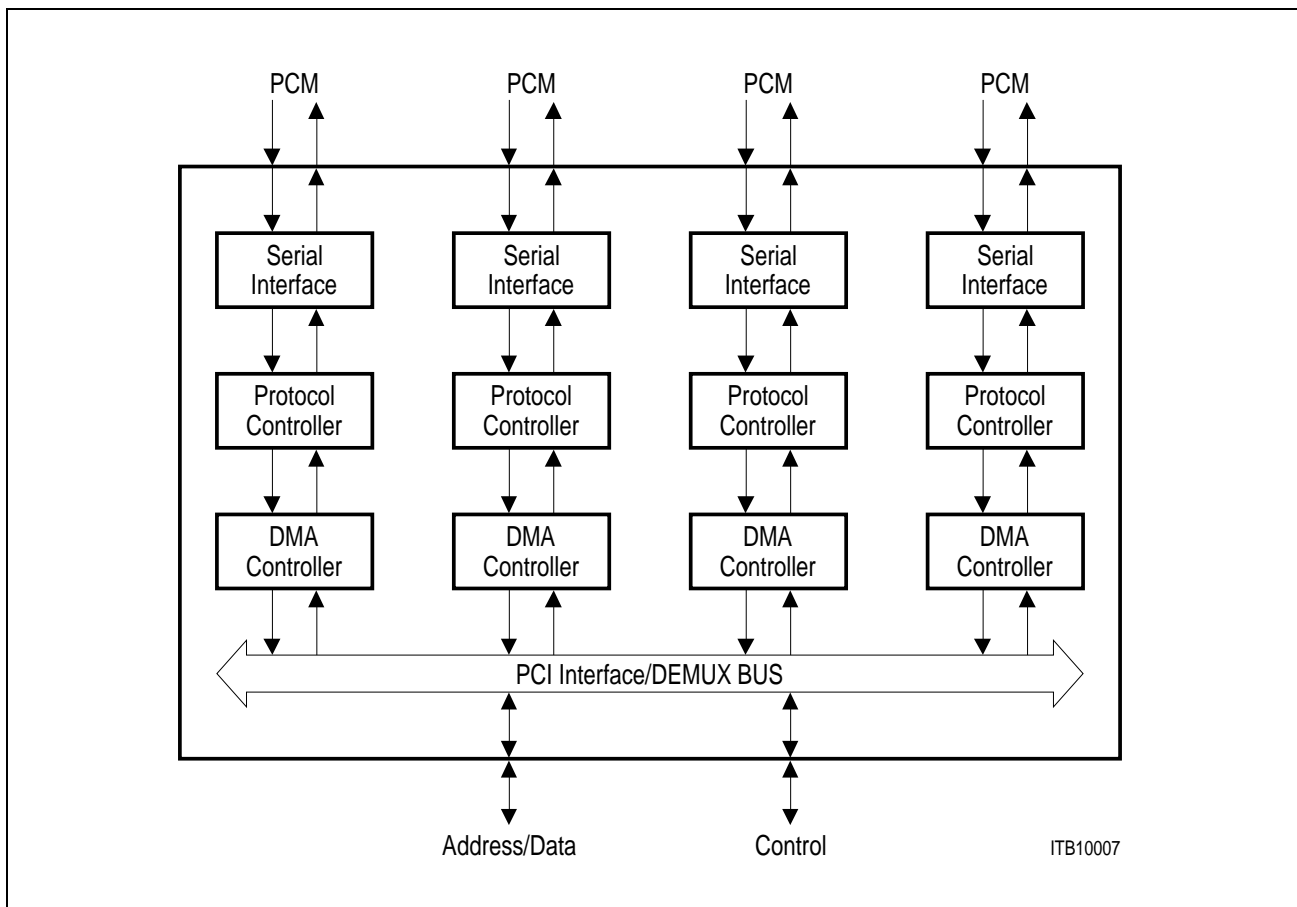 PCM PCM PCM PCM
Serial Interface
Serial Interface
Serial Interface
Serial Interface
Protocol Controller
Protocol Controller
Protocol Controller
Protocol Controller
DMA Controller
DMA Controller
DMA Controller
DMA Controller
PCI Interface/DEMUX BUS
Address/Data
Control
ITB10007